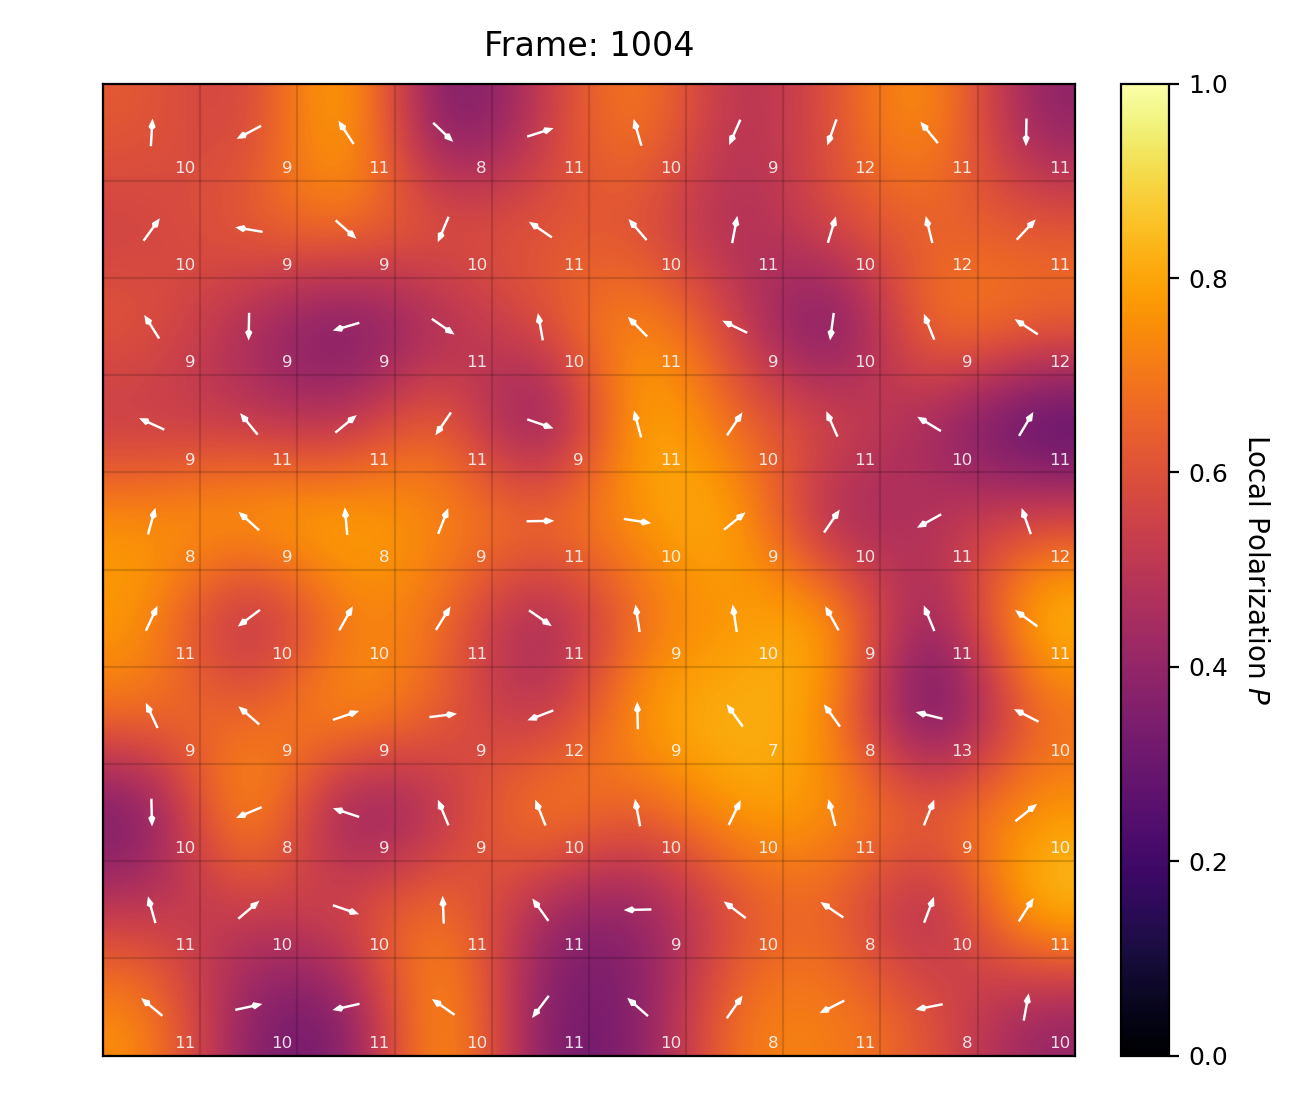 Frame: 1004
10 9 11 8 11 10 9 12 11 11
10 9 9 10 11 10 11 10 12 11
9 9 9 11 10 11 9 10 9 12
9 11 11 11 9 11 10 11 10 11
8 9 8 9 11 10 9 10 11 12
11 10 10 11 11 9 10 9 11 11
9 9 9 9 12 9 7 8 13 10
10 8 9 9 10 10 10 11 9 10
11 10 10 11 11 9 10 8 10 11
11 10 11 10 11 10 8 11 8 10
1.0
0.8
0.6
0.4
0.2
0.0
Local Polarization P